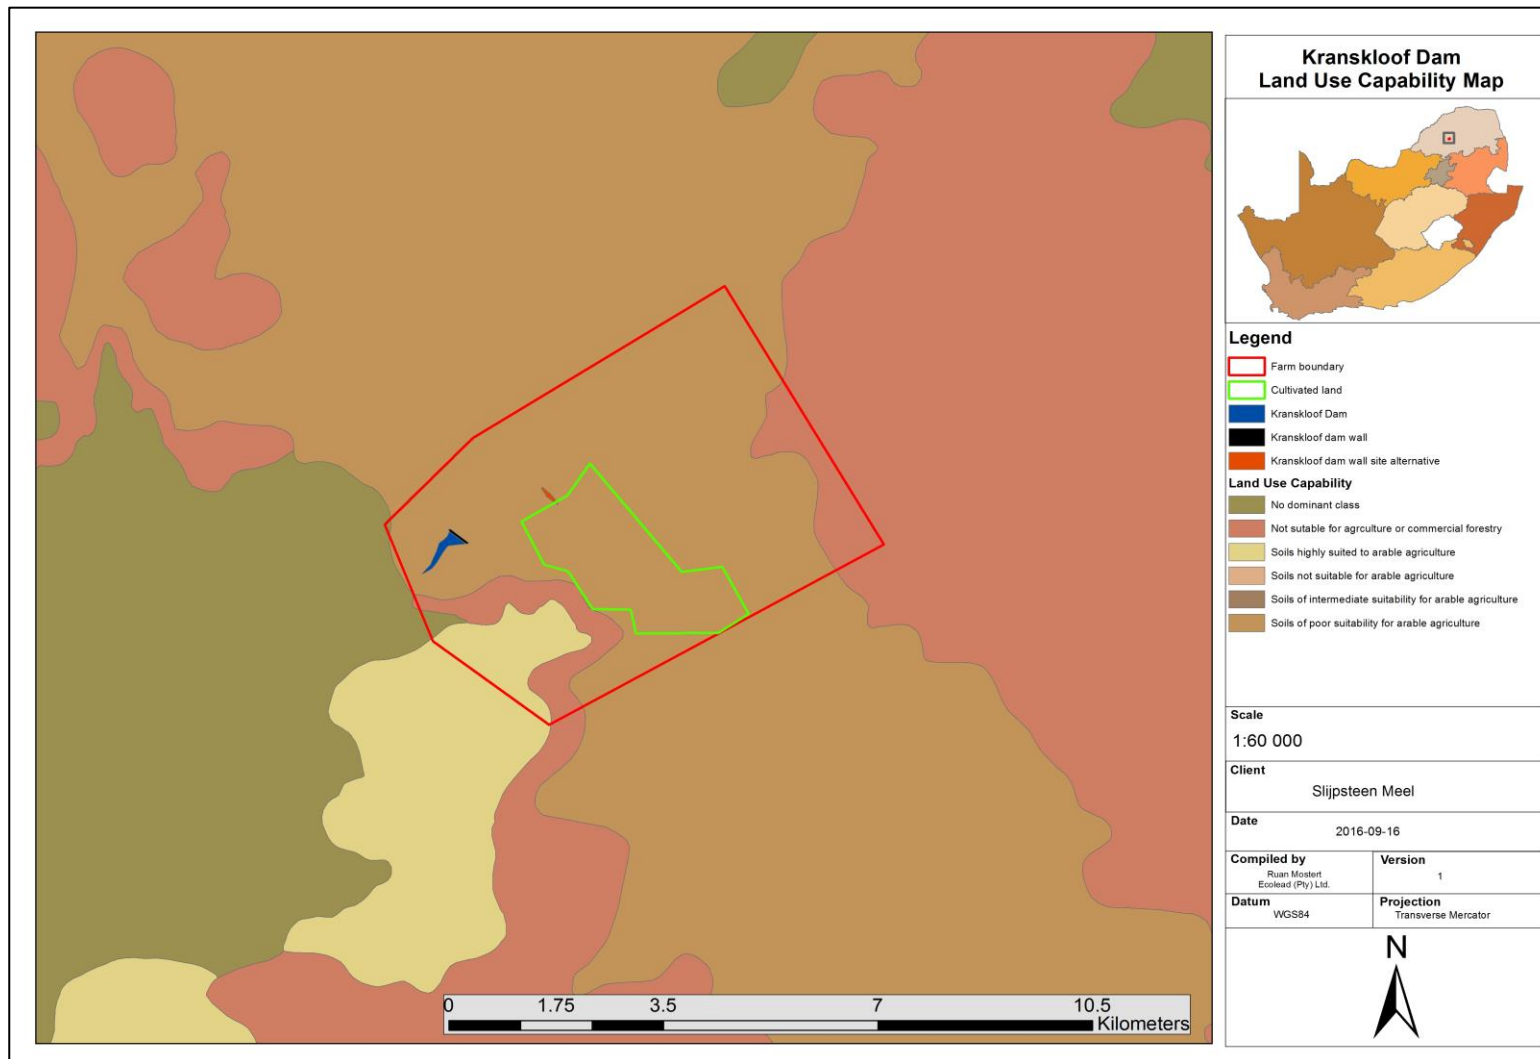 Kranskloof Dam
Land Use Capability Map
Legend
Farm boundary
Cultivated land
Kranskloof Dam
Kranskloof dam wall
Kranskloof dam wall site alternative
Land Use Capability
No dominant class
Not sutable for agrculture or commercial forestry
Soils highly suited to arable agriculture
Soils not suitable for arable agriculture
Soils of intermediate suitability for arable agriculture
Soils of poor suitability for arable agriculture
Scale
1:60 000
Client
Slijpsteen Meel
Date
2016-09-16
Compiled by
Ruan Mostert
Ecolead (Pty) Ltd.
Version
1
Datum
WGS84
Projection
Transverse Mercator
N
0 1.75 3.5 7 10.5
Kilometers